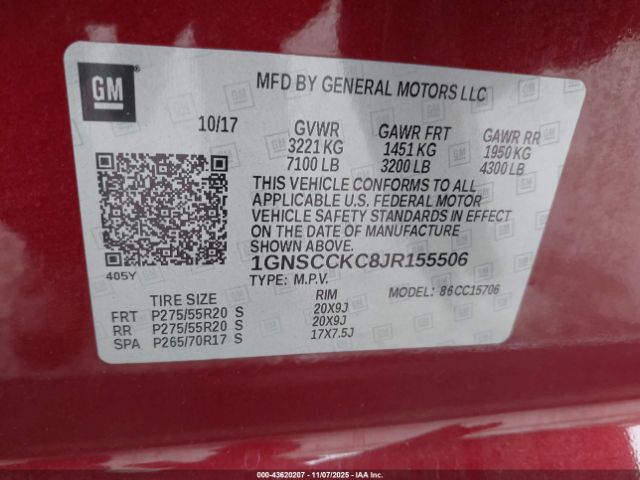 GM
MFD BY GENERAL MOTORS LLC
10/17 GVWR GAWR FRT GAWR RR
3221 KG 1451 KG 1950 KG
7100 LB 3200 LB 4300 LB
THIS VEHICLE CONFORMS TO ALL
APPLICABLE U.S. FEDERAL MOTOR
VEHICLE SAFETY STANDARDS IN EFFECT
ON THE DATE OF MANUFACTURE
SHOWN ABOVE.
1GNSCCKC8JR155506
405Y TYPE: M.P.V. MODEL: 86CC15706
TIRE SIZE RIM
FRT P275/55R20 S 20X9J
RR P275/55R20 S 20X9J
SPA P265/70R17 S 17X7.5J
000-43620207 - 11/07/2025 - IAA, Inc.